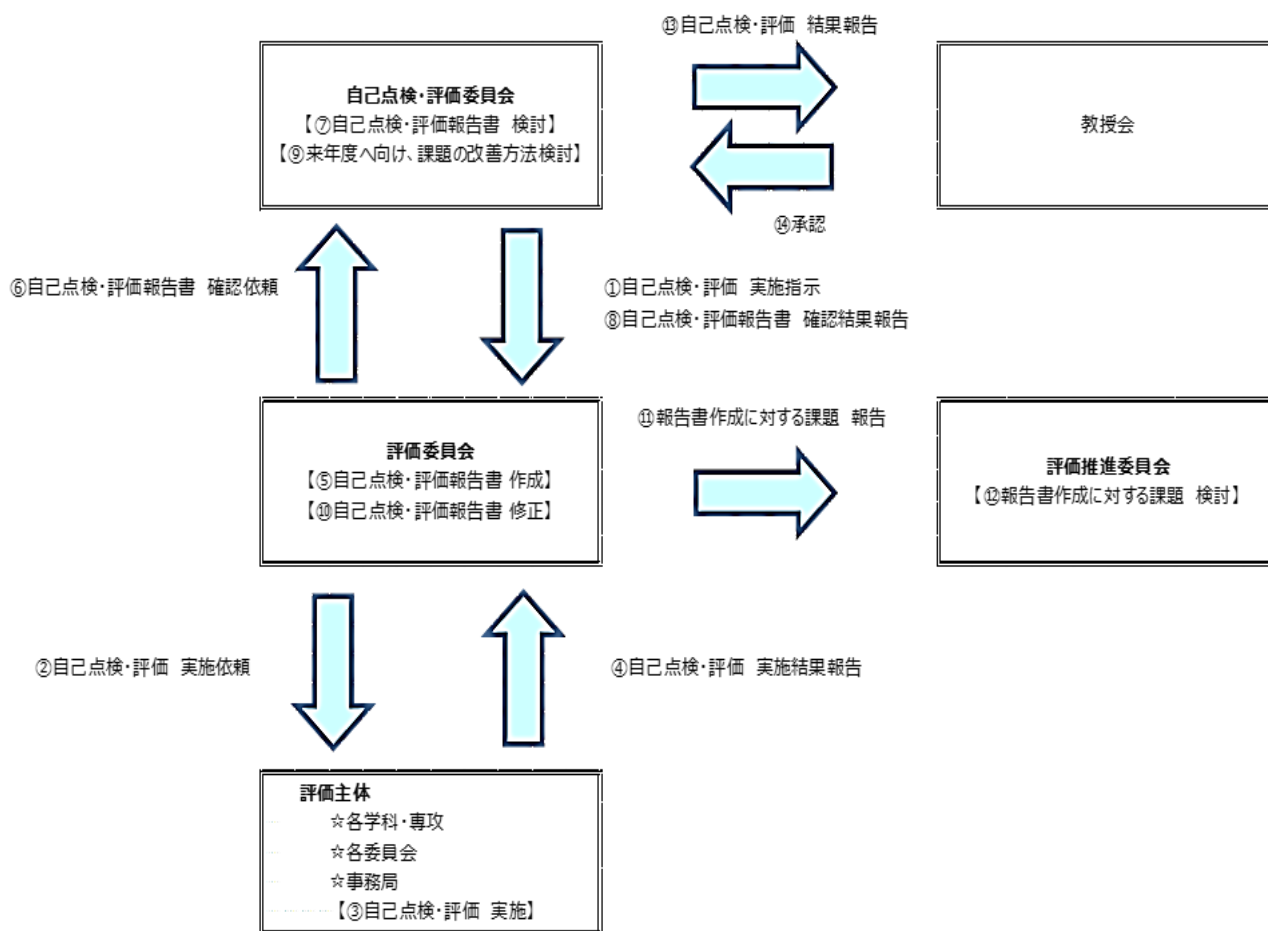 ⑬自己点検・評価 結果報告
自己点検・評価委員会
【⑦自己点検・評価報告書 検討】
【⑨来年度へ向け、課題の改善方法検討】
教授会
⑭承認
⑥自己点検・評価報告書 確認依頼
①自己点検・評価 実施指示
⑧自己点検・評価報告書 確認結果報告
評価委員会
【⑤自己点検・評価報告書 作成】
【⑩自己点検・評価報告書 修正】
⑪報告書作成に対する課題 報告
評価推進委員会
【⑫報告書作成に対する課題 検討】
②自己点検・評価 実施依頼
④自己点検・評価 実施結果報告
評価主体
☆各学科・専攻
☆各委員会
☆事務局
【③自己点検・評価 実施】